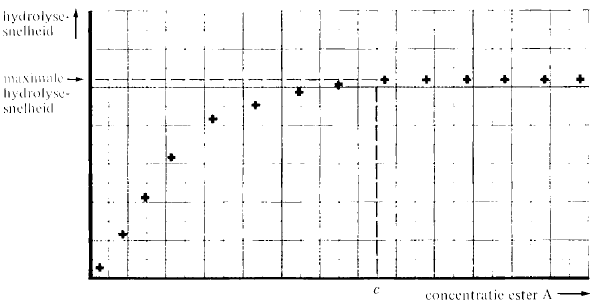 hydrolyse-
snelheid
maximale
hydrolyse-
snelheid
c
concentratie ester A